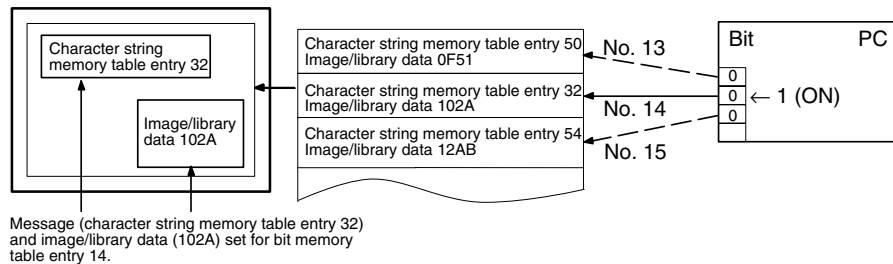 Character string
memory table entry 32
Image/library
data 102A
Message (character string memory table entry 32)
and image/library data (102A) set for bit memory
table entry 14.
Character string memory table entry 50
Image/library data 0F51
Character string memory table entry 32
Image/library data 102A
Character string memory table entry 54
Image/library data 12AB
No. 13
No. 14
No. 15
Bit PC
0
0 ← 1 (ON)
0